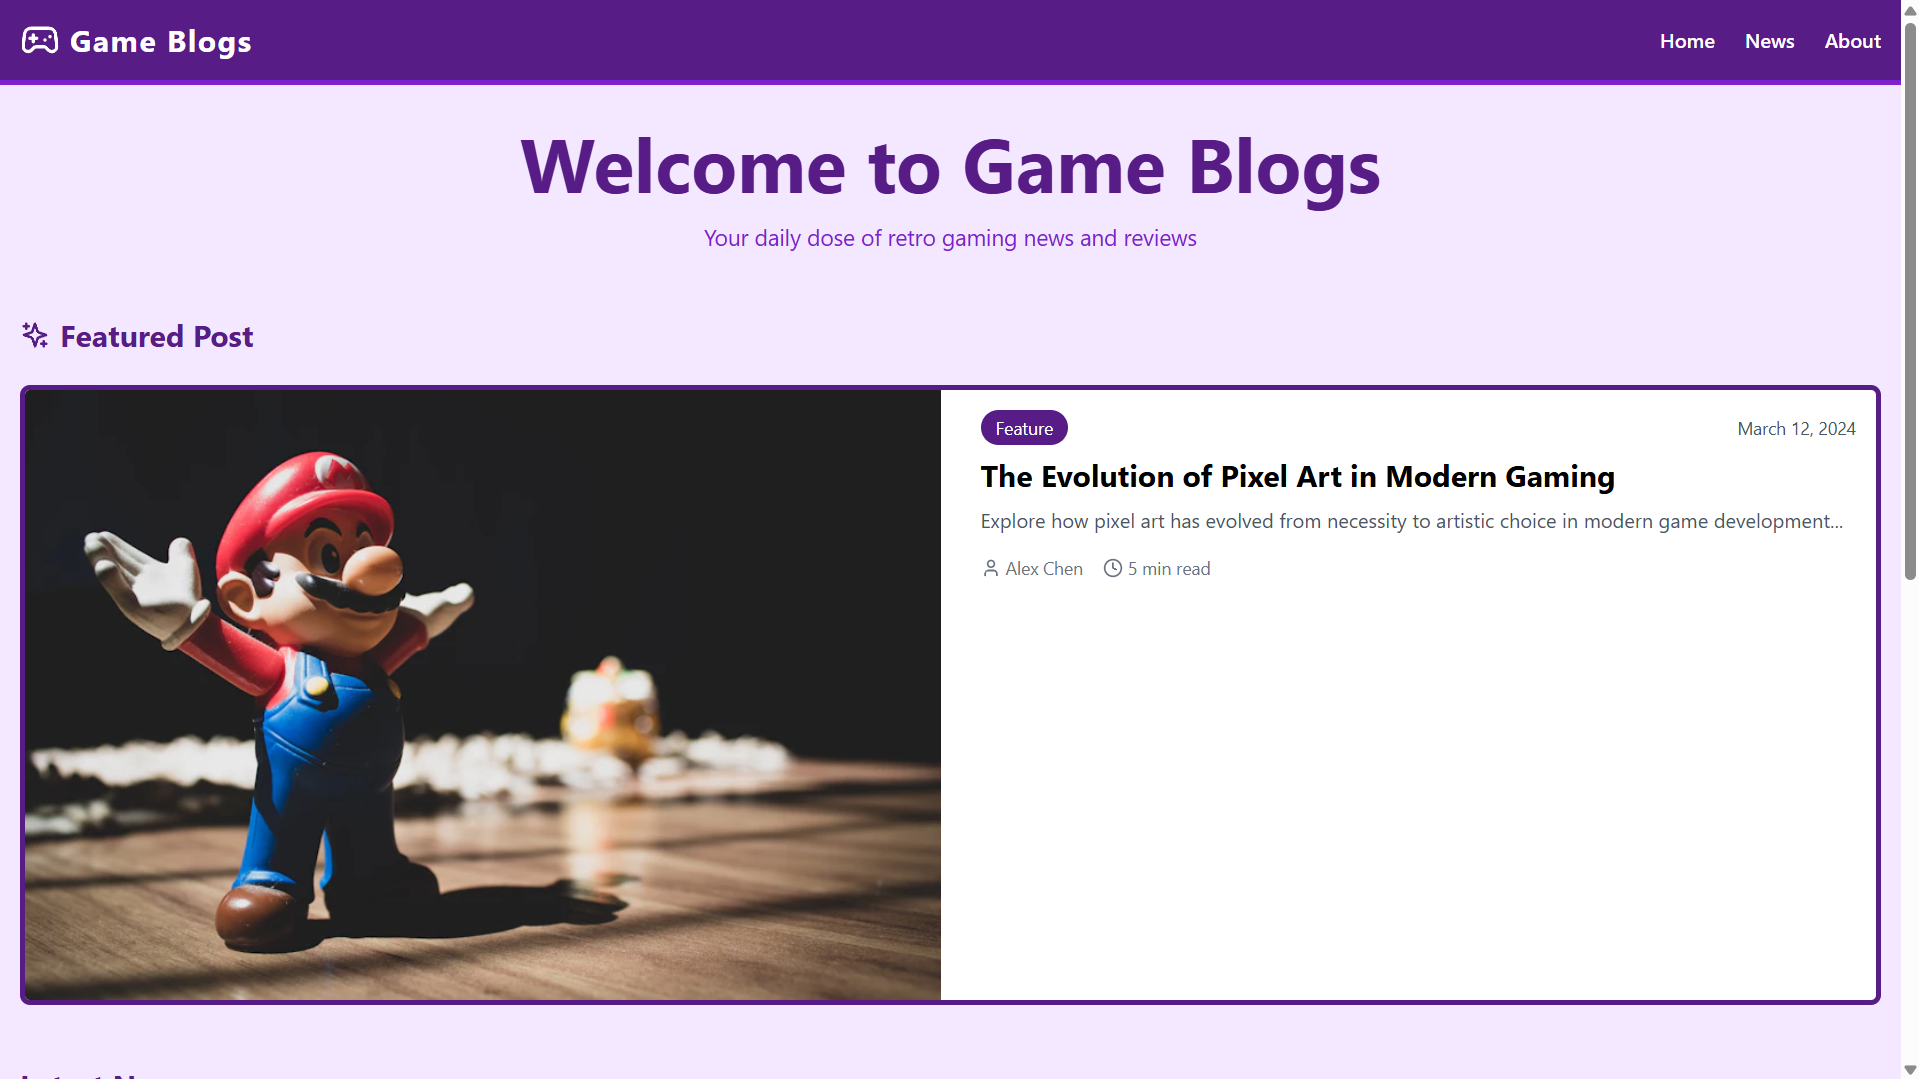 Game Blogs
Home
News
About
Welcome to Game Blogs
Your daily dose of retro gaming news and reviews
Featured Post
Feature
March 12, 2024
The Evolution of Pixel Art in Modern Gaming
Explore how pixel art has evolved from necessity to artistic choice in modern game development...
Alex Chen
5 min read